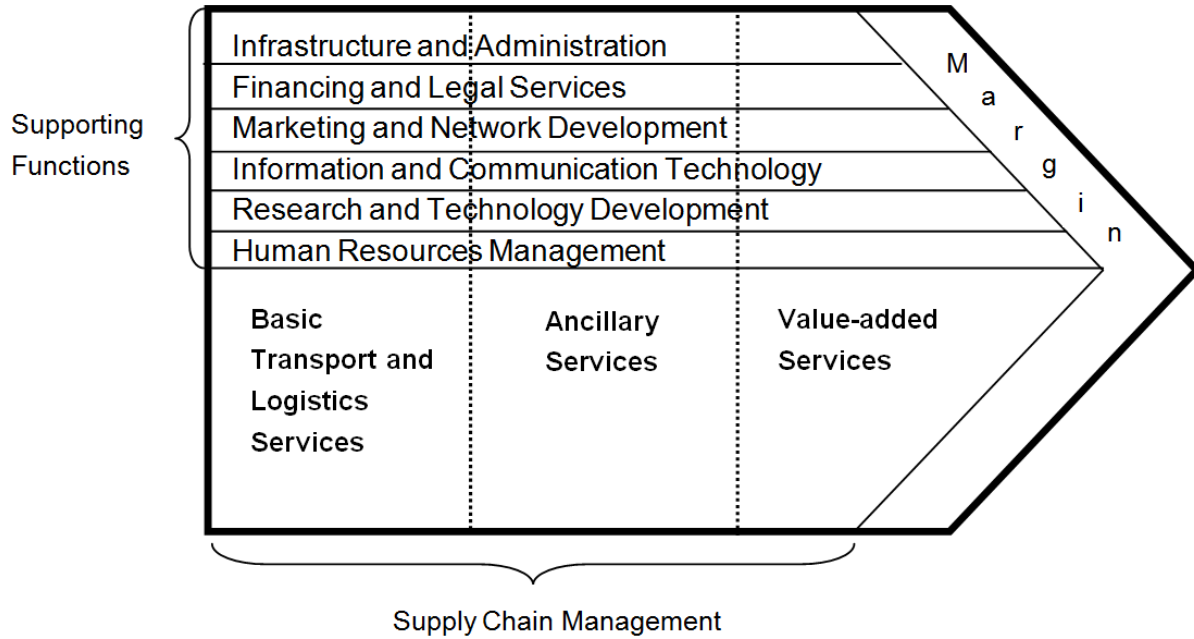 Infrastructure and Administration
Financing and Legal Services
Marketing and Network Development
Information and Communication Technology
Research and Technology Development
Human Resources Management
Supporting
Functions
Margin
Basic
Transport and
Logistics
Services
Ancillary
Services
Value-added
Services
Supply Chain Management